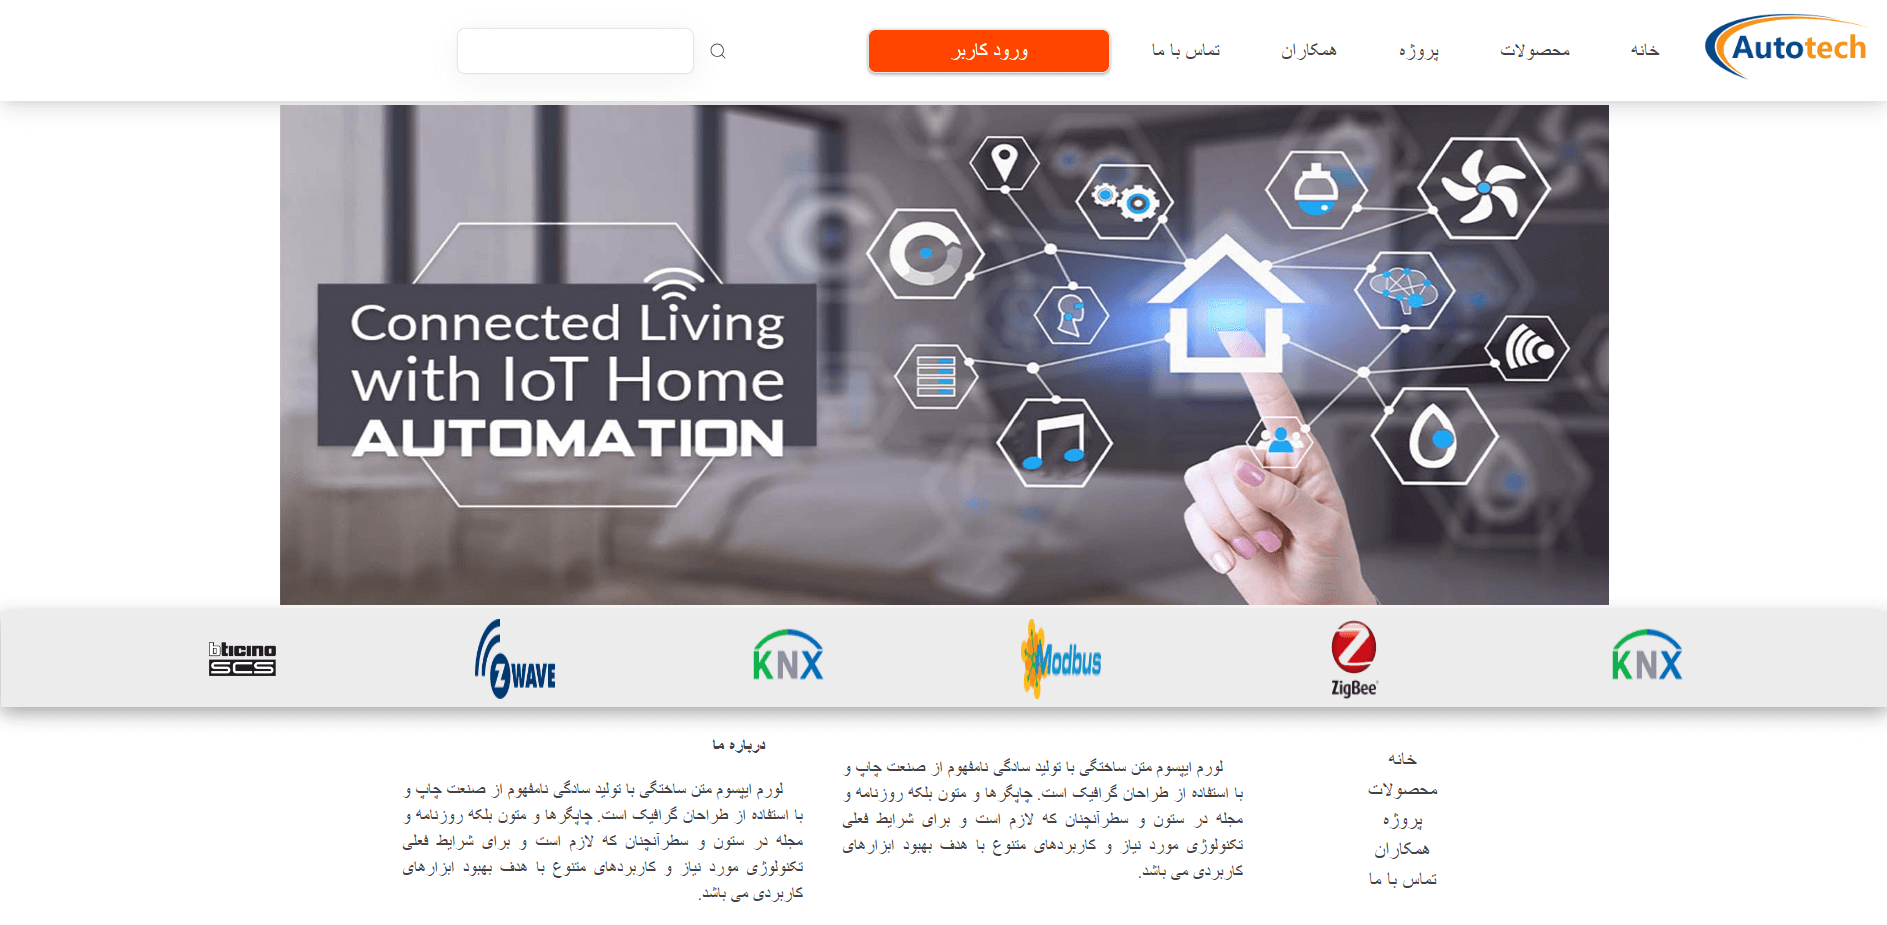 Autotech
خانه
محصولات
پروژه
همکاران
تماس با ما
ورود کاربر
Connected Living
with IoT Home
AUTOMATION
KNX
ZigBee
Modbus
KNX
Z WAVE
bticino
SCS
خانه
محصولات
پروژه
همکاران
تماس با ما
لورم ایپسوم متن ساختگی با تولید سادگی نامفهوم از صنعت چاپ و
با استفاده از طراحان گرافیک است. چاپگرها و متون بلکه روزنامه و
مجله در ستون و سطرآنچنان که لازم است و برای شرایط فعلی
تکنولوژی مورد نیاز و کاربردهای متنوع با هدف بهبود ابزارهای
کاربردی می باشد.
درباره ما
لورم ایپسوم متن ساختگی با تولید سادگی نامفهوم از صنعت چاپ و
با استفاده از طراحان گرافیک است. چاپگرها و متون بلکه روزنامه و
مجله در ستون و سطرآنچنان که لازم است و برای شرایط فعلی
تکنولوژی مورد نیاز و کاربردهای متنوع با هدف بهبود ابزارهای
کاربردی می باشد.